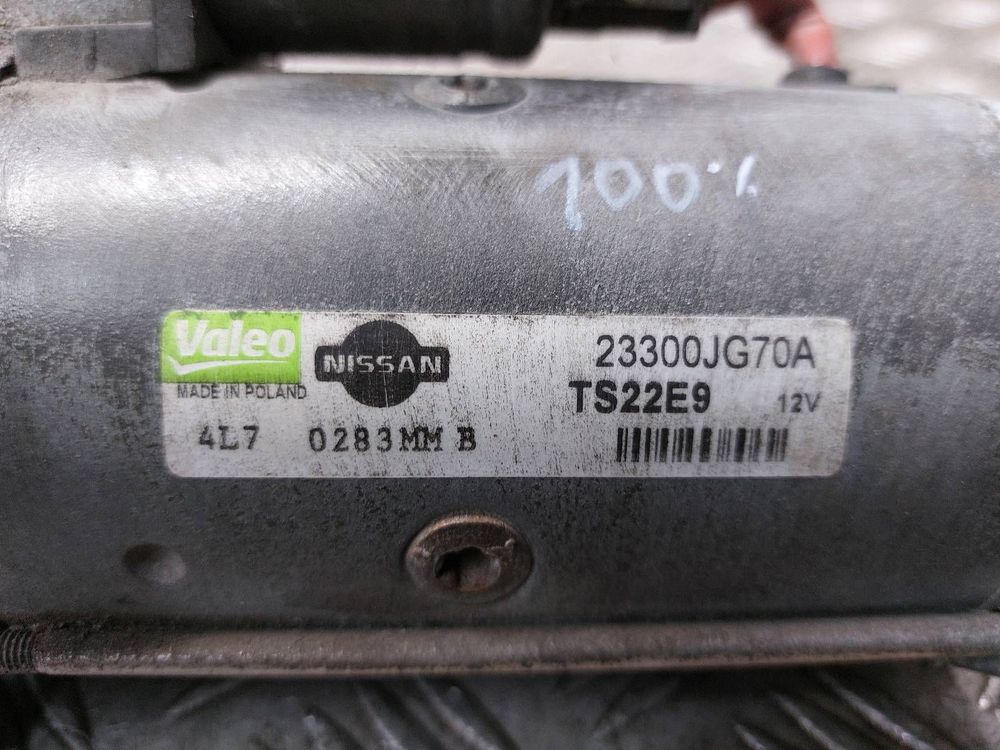 100%
Valeo
NISSAN
MADE IN POLAND
23300JG70A
TS22E9 12V
4L7 0283MM B